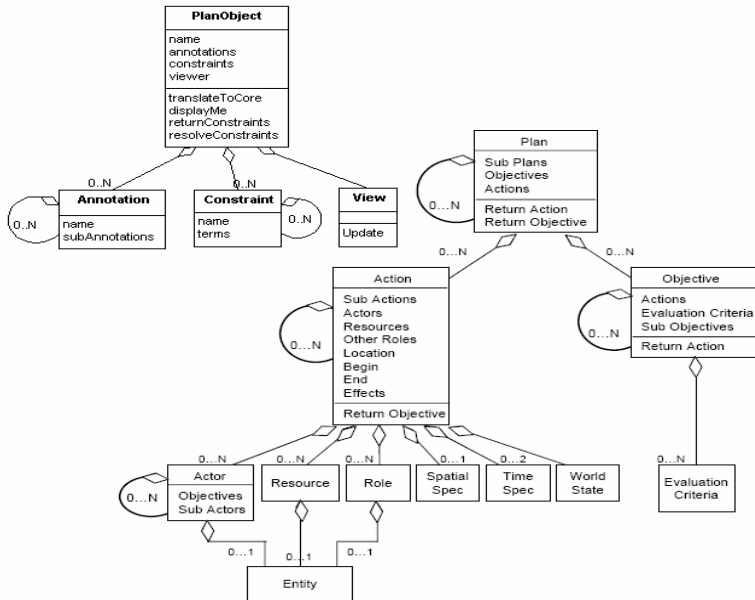 PlanObject
name
annotations
constraints
viewer
translateToCore
displayMe
returnConstraints
resolveConstraints
0..N
0..N
Annotation
name
subAnnotations
0..N
Constraint
name
terms
0..N
View
Update
Plan
Sub Plans
Objectives
Actions
Return Action
Return Objective
0...N
0...N
0...N
Action
Sub Actions
Actors
Resources
Other Roles
Location
Begin
End
Effects
Return Objective
0...N
Objective
Actions
Evaluation Criteria
Sub Objectives
Return Action
0...N
0...N
0...N
0...N
0...1
0...2
0...N
Actor
Objectives
Sub Actors
0...N
Resource
Role
Spatial
Spec
Time
Spec
World
State
Evaluation
Criteria
0...1
0...1
0...1
Entity